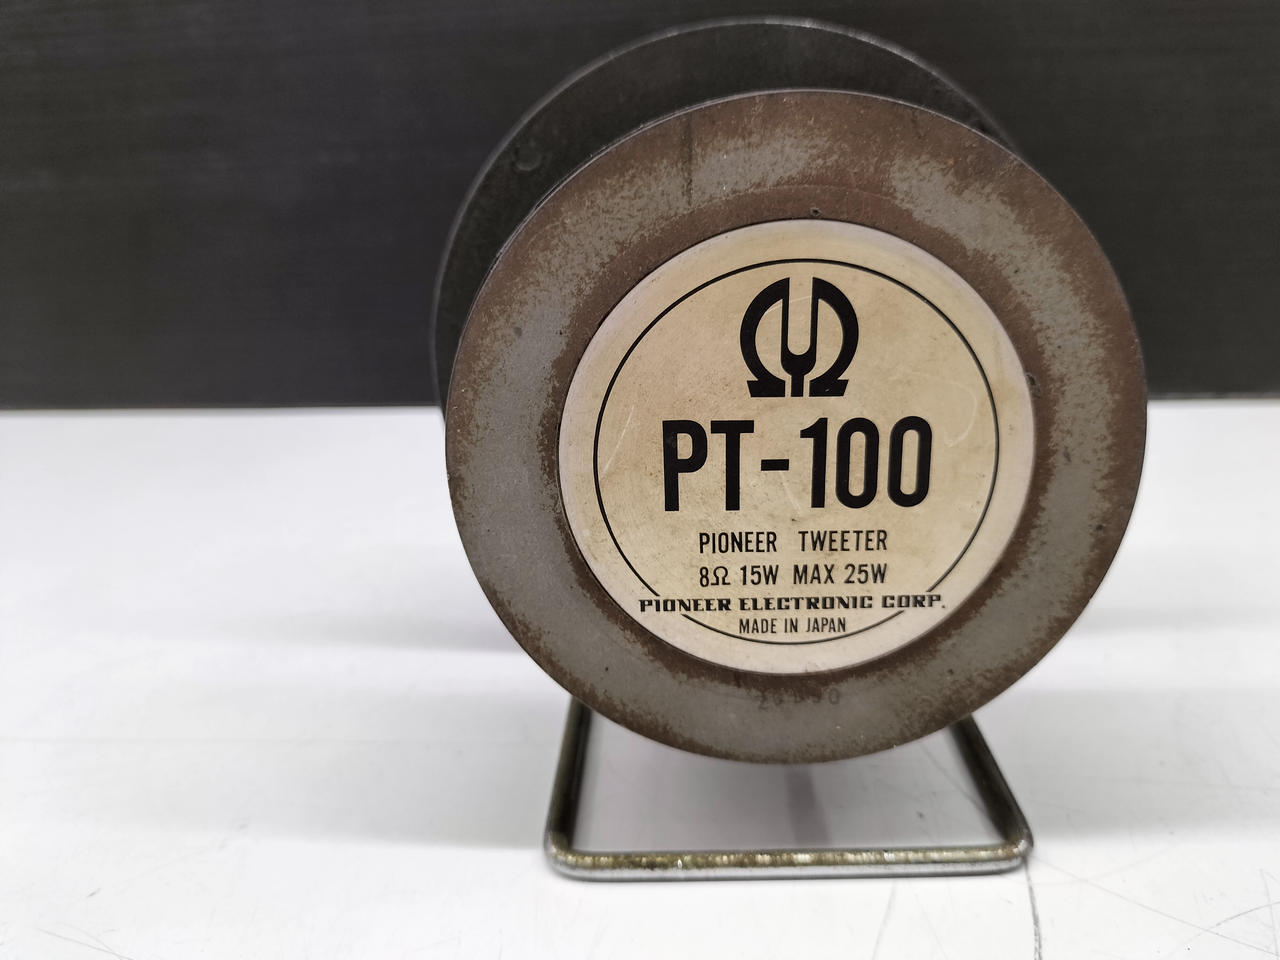 PT-100
PIONEER TWEETER
8Ω 15W MAX 25W
PIONEER ELECTRONIC CORP.
MADE IN JAPAN